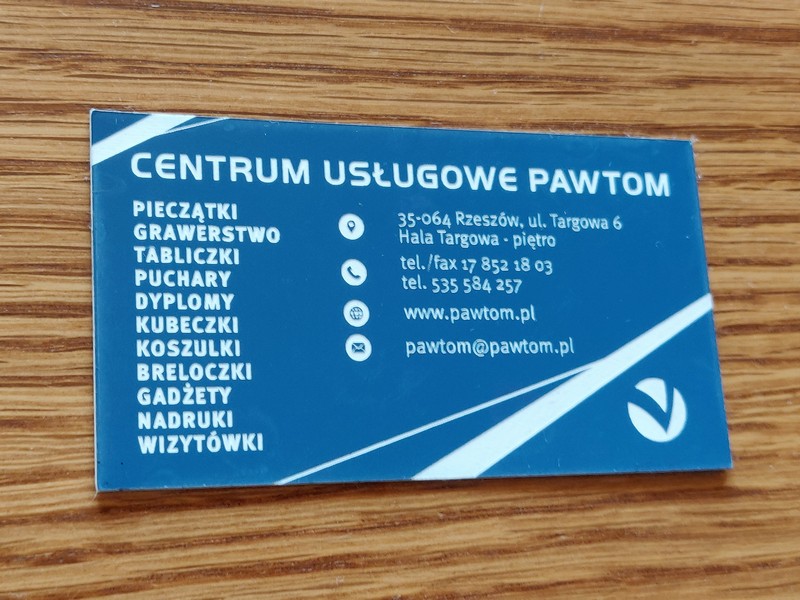 CENTRUM USŁUGOWE PAWTOM
PIECZĄTKI
GRAWERSTWO
TABLICZKI
PUCHARY
DYPLOMY
KUBECZKI
KOSZULKI
BRELOCZKI
GADŻETY
NADRUKI
WIZYTÓWKI
35-064 Rzeszów, ul. Targowa 6
Hala Targowa - piętro
tel./fax 17 852 18 03
tel. 535 584 257
www.pawtom.pl
pawtom@pawtom.pl